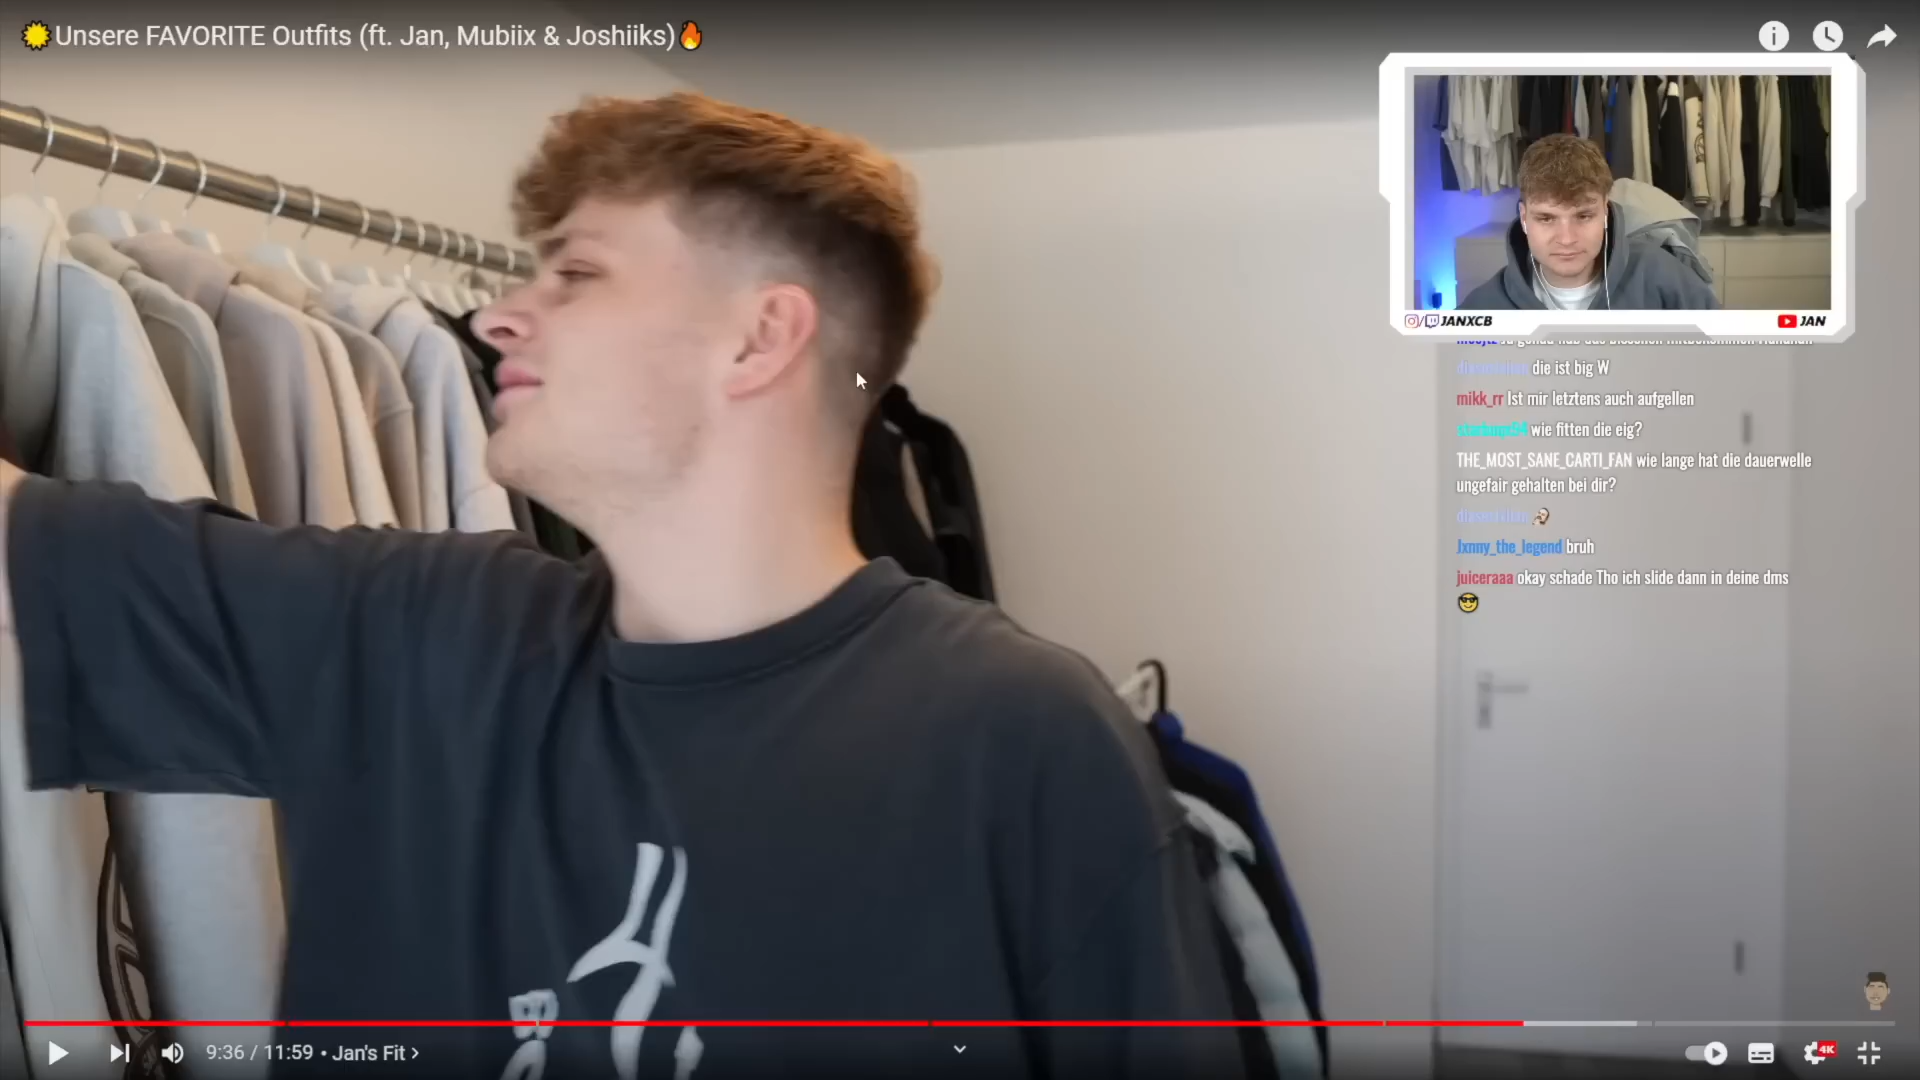 Unsere FAVORITE Outfits (ft. Jan, Mubiix & Joshiiks)
JANXCB
JAN
die ist big W
mikk_rr Ist mir letztens auch aufgellen
wie fitten die eig?
THE_MOST_SANE_CARTI_FAN wie lange hat die dauerwelle
ungefair gehalten bei dir?
Jxnny_the_legend bruh
juiceraaa okay schade Tho ich slide dann in deine dms
9:36 / 11:59 • Jan's Fit
4K